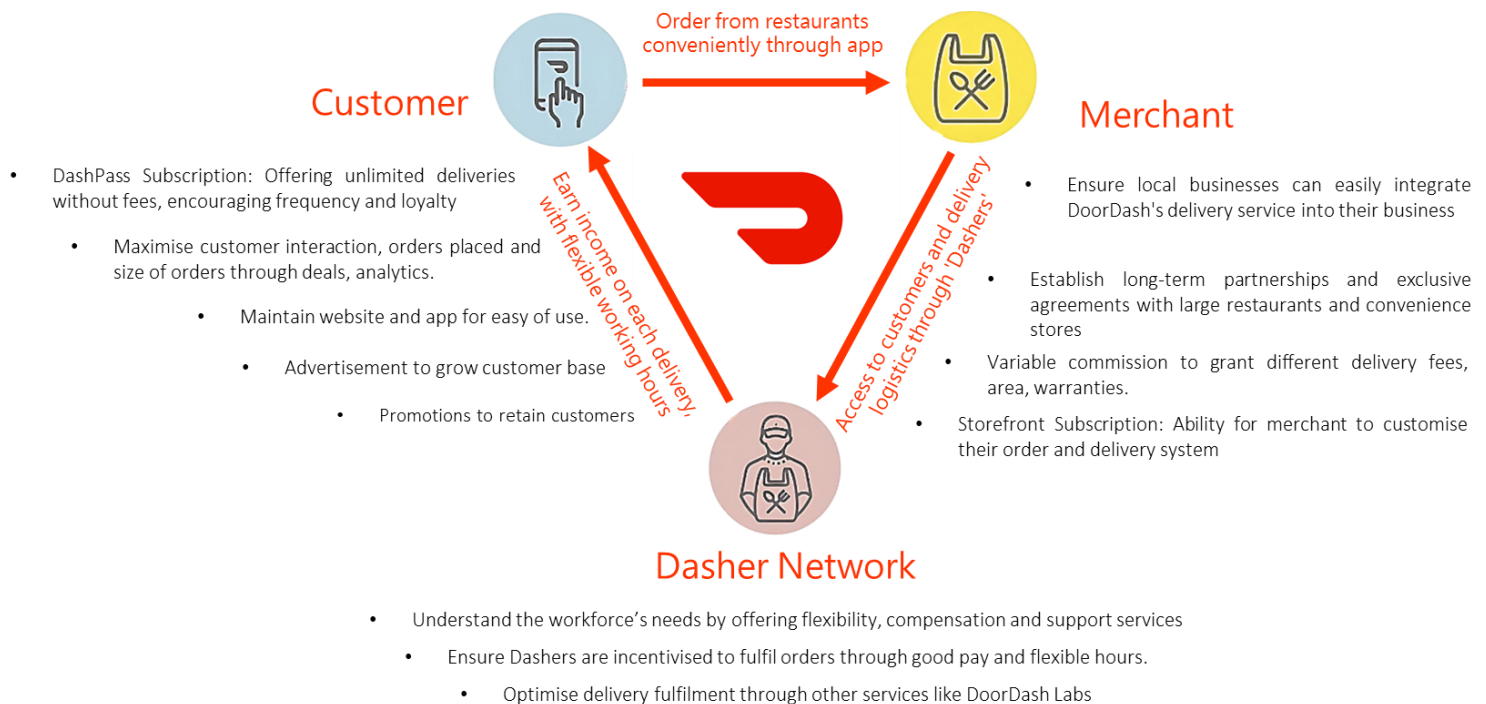 Order from restaurants
conveniently through app
Customer
Merchant
• DashPass Subscription: Offering unlimited deliveries
without fees, encouraging frequency and loyalty
• Maximise customer interaction, orders placed and
size of orders through deals, analytics.
• Maintain website and app for easy of use.
• Advertisement to grow customer base
• Promotions to retain customers
Earn income on each delivery,
with flexible working hours
Access to customers and delivery
logistics through 'Dashers'
• Ensure local businesses can easily integrate
DoorDash's delivery service into their business
• Establish long-term partnerships and exclusive
agreements with large restaurants and convenience
stores
• Variable commission to grant different delivery fees,
area, warranties.
• Storefront Subscription: Ability for merchant to customise
their order and delivery system
Dasher Network
• Understand the workforce’s needs by offering flexibility, compensation and support services
• Ensure Dashers are incentivised to fulfil orders through good pay and flexible hours.
• Optimise delivery fulfilment through other services like DoorDash Labs